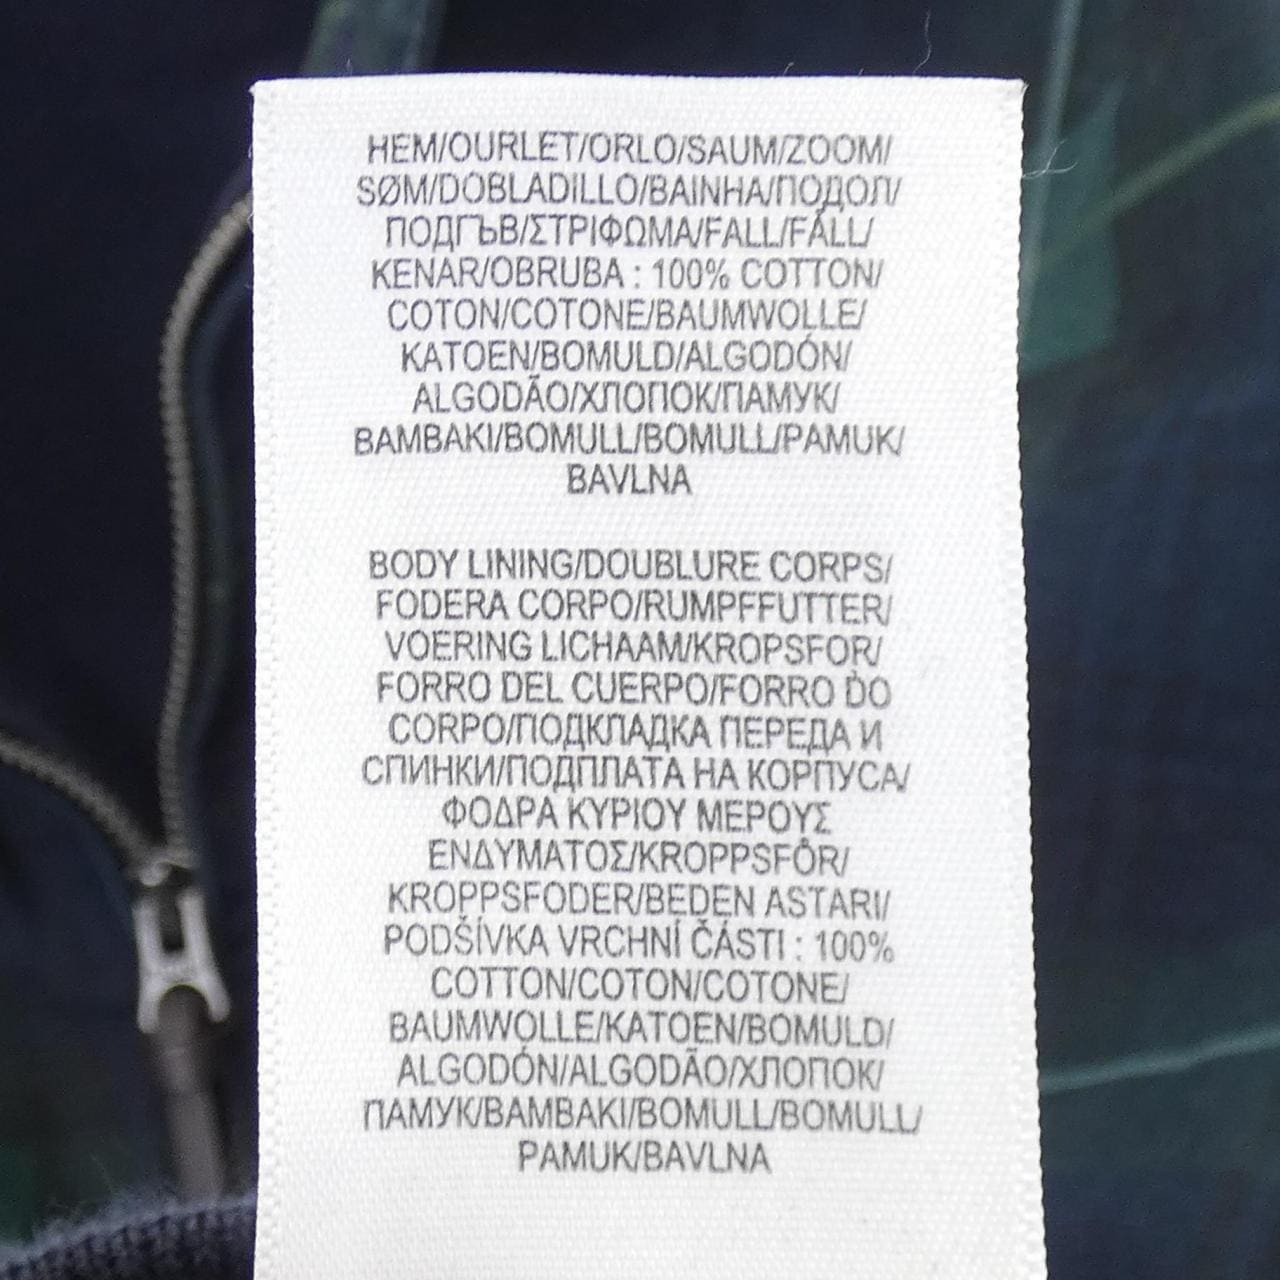 HEM/OURLET/ORLO/SAUM/ZOOM/
SØM/DOBLADILLO/BAINHA/ПОДОЛ/
ПОДГЪВ/ΣΤΡΙΦΩΜΑ/FALL/FÅLL/
KENAR/OBRUBA : 100% COTTON/
COTON/COTONE/BAUMWOLLE/
KATOEN/BOMULD/ALGODÓN/
ALGODÃO/ХЛОПОК/ПАМУК/
BAMBAKI/BOMULL/BOMULL/PAMUK/
BAVLNA
BODY LINING/DOUBLURE CORPS/
FODERA CORPO/RUMPFFUTTER/
VOERING LICHAAM/KROPSFOR/
FORRO DEL CUERPO/FORRO DO
CORPO/ПОДКЛАДКА ПЕРЕДА И
СПИНКИ/ПОДПЛАТА НА КОРПУСА/
ΦΟΔΡΑ ΚΥΡΙΟΥ ΜΕΡΟΥΣ
ΕΝΔΥΜΑΤΟΣ/KROPPSFÔR/
KROPPSFODER/BEDEN ASTARI/
PODŠÍVKA VRCHNÍ ČÁSTI : 100%
COTTON/COTON/COTONE/
BAUMWOLLE/KATOEN/BOMULD/
ALGODÓN/ALGODÃO/ХЛОПОК/
ПАМУК/BAMBAKI/BOMULL/BOMULL/
PAMUK/BAVLNA